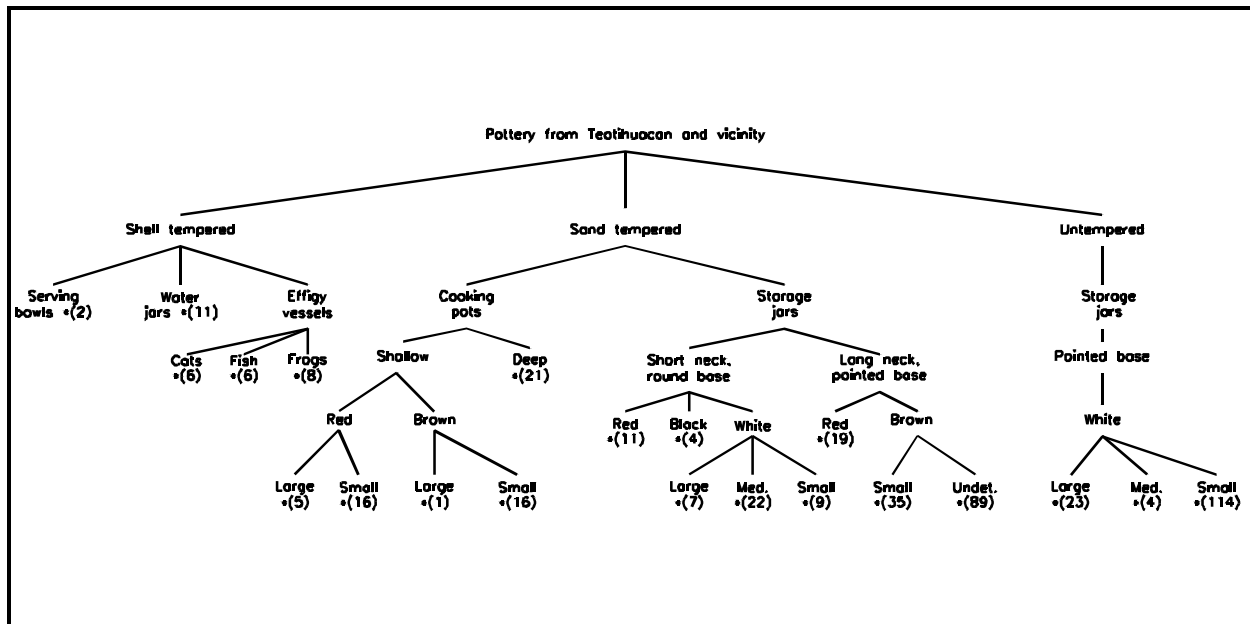 Pottery from Teotihuacan and vicinity
Shell tempered
Sand tempered
Untempered
Serving
bowls *(2)
Water
jars *(11)
Effigy
vessels
Cooking
pots
Storage
jars
Storage
jars
Cats
*(6)
Fish
*(6)
Frogs
*(8)
Shallow
Deep
*(21)
Short neck,
round base
Long neck,
pointed base
Pointed base
Red
Brown
Red
*(11)
Black
*(4)
White
Red
*(19)
Brown
White
Large
*(5)
Small
*(16)
Large
*(1)
Small
*(16)
Large
*(7)
Med.
*(22)
Small
*(9)
Small
*(35)
Undet.
*(89)
Large
*(23)
Med.
*(4)
Small
*(114)